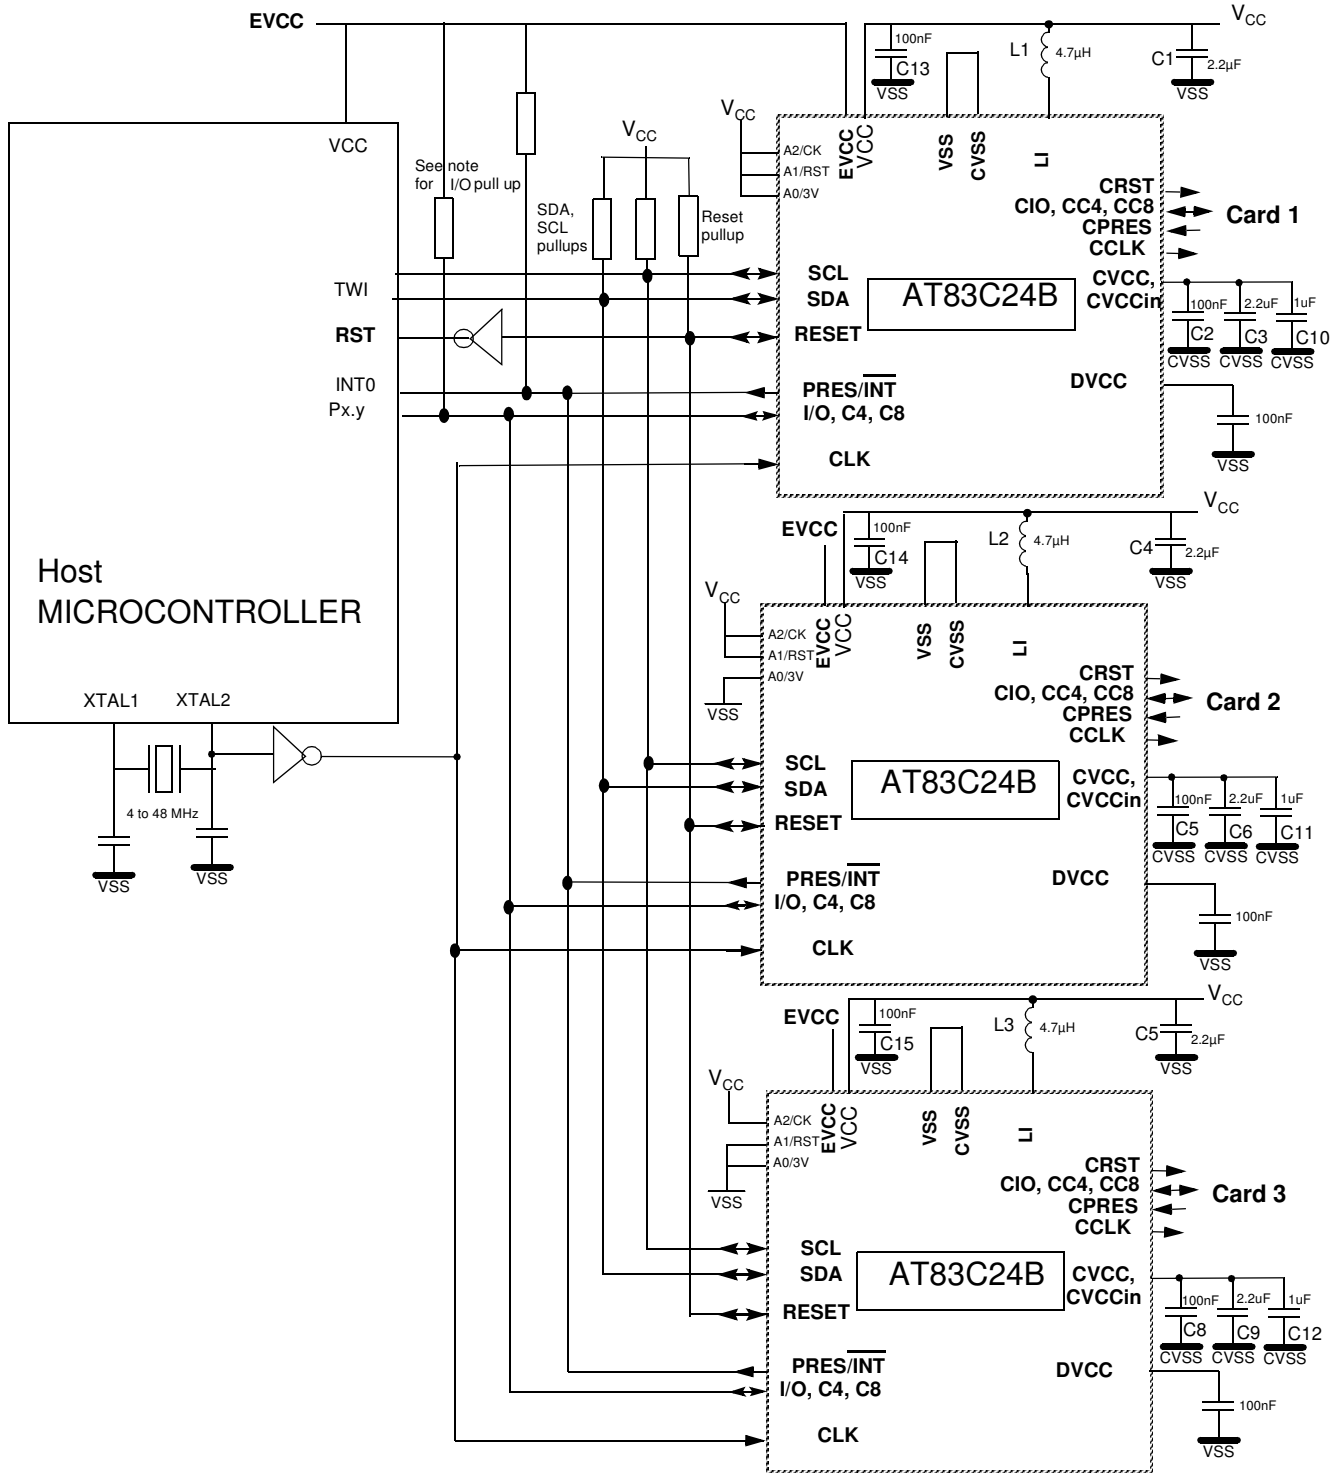 EVCC
VCC
100nF
C13
VSS
L1
4.7µH
C1
2.2µF
VSS
VCC
VCC
See note
for I/O pull up
VCC
SDA,
SCL
pullups
Reset
pullup
VCC
A2/CK
A1/RST
A0/3V
EVCC
VCC
VSS
CVSS
LI
CRST
CIO, CC4, CC8
CPRES
CCLK
Card 1
TWI
RST
INT0
Px.y
SCL
SDA
RESET
AT83C24B
CVCC,
CVCCin
100nF
C2
CVSS
2.2uF
C3
CVSS
1uF
C10
CVSS
PRES/INT
I/O, C4, C8
CLK
DVCC
100nF
VSS
Host
MICROCONTROLLER
XTAL1
XTAL2
4 to 48 MHz
VSS
VSS
EVCC
100nF
C14
VSS
L2
4.7µH
C4
2.2µF
VSS
VCC
VCC
A2/CK
A1/RST
A0/3V
VSS
EVCC
VCC
VSS
CVSS
LI
CRST
CIO, CC4, CC8
CPRES
CCLK
Card 2
SCL
SDA
RESET
AT83C24B
CVCC,
CVCCin
100nF
C5
CVSS
2.2uF
C6
CVSS
1uF
C11
CVSS
PRES/INT
I/O, C4, C8
CLK
DVCC
100nF
VSS
EVCC
100nF
C15
VSS
L3
4.7µH
C5
2.2µF
VSS
VCC
VCC
A2/CK
A1/RST
A0/3V
VSS
EVCC
VCC
VSS
CVSS
LI
CRST
CIO, CC4, CC8
CPRES
CCLK
Card 3
SCL
SDA
RESET
AT83C24B
CVCC,
CVCCin
100nF
C8
CVSS
2.2uF
C9
CVSS
1uF
C12
CVSS
PRES/INT
I/O, C4, C8
CLK
DVCC
100nF
VSS